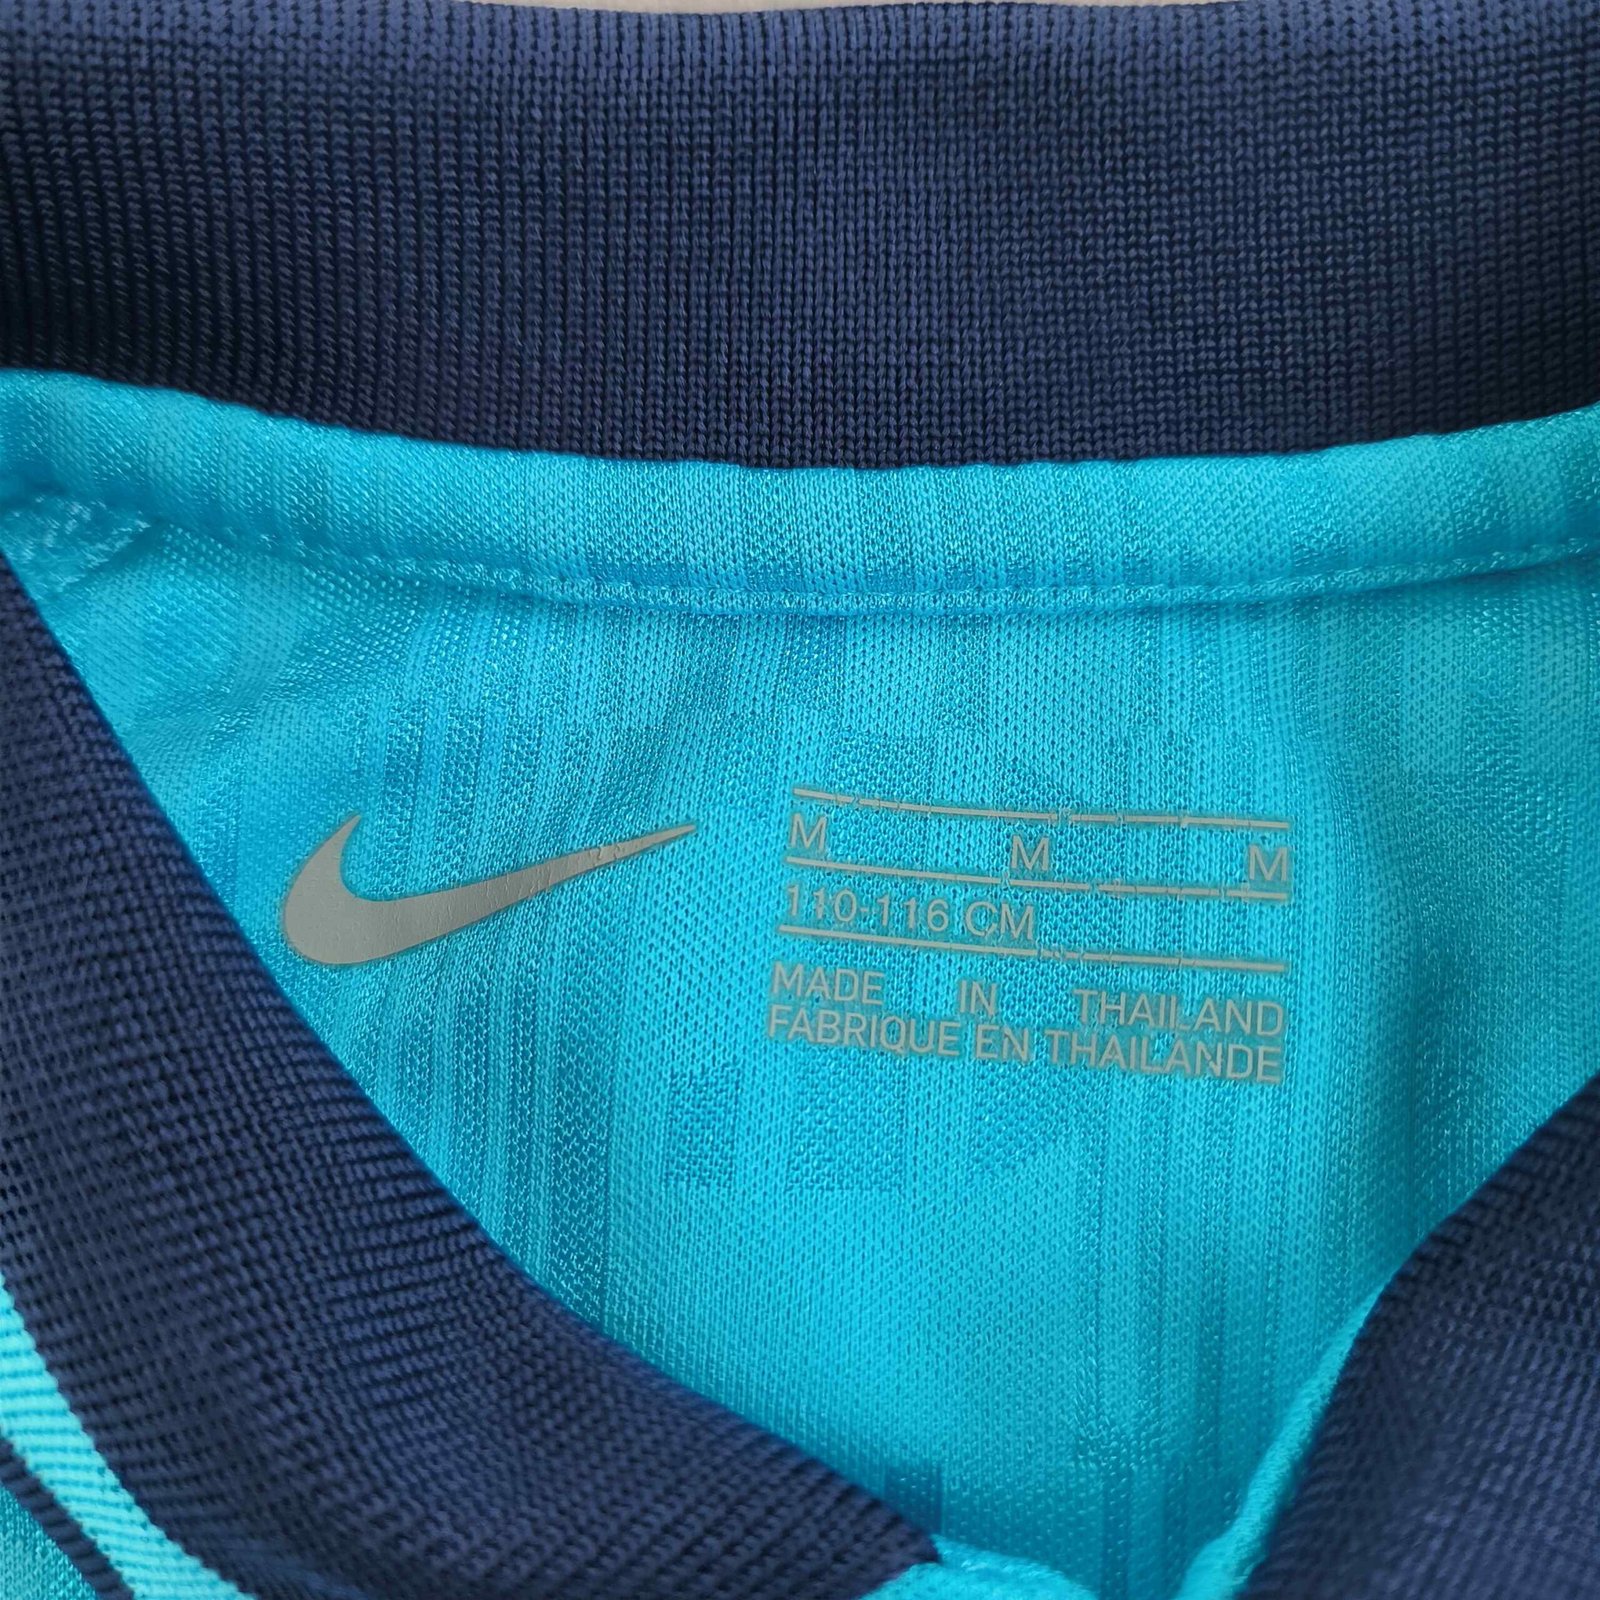 M M M
110-116 CM
MADE IN THAILAND
FABRIQUE EN THAILANDE